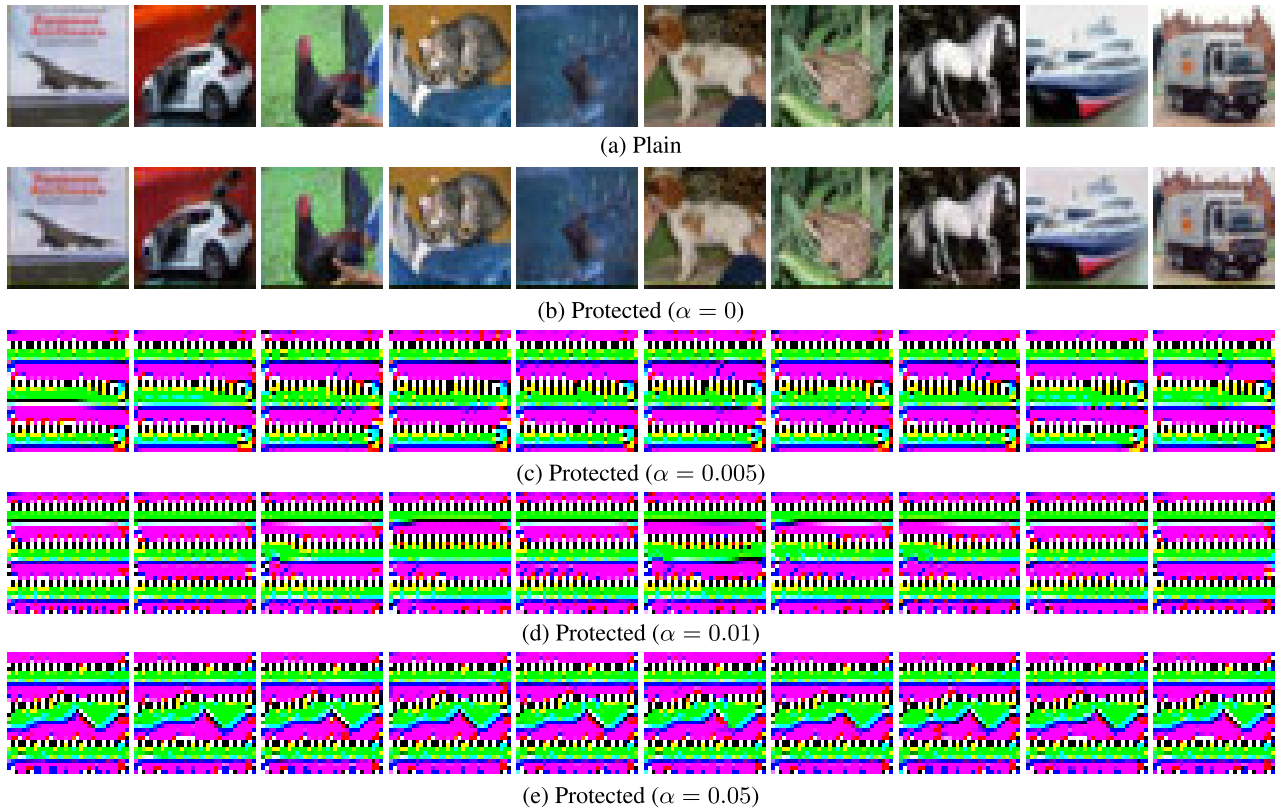 (a) Plain
(b) Protected (α = 0)
(c) Protected (α = 0.005)
(d) Protected (α = 0.01)
(e) Protected (α = 0.05)